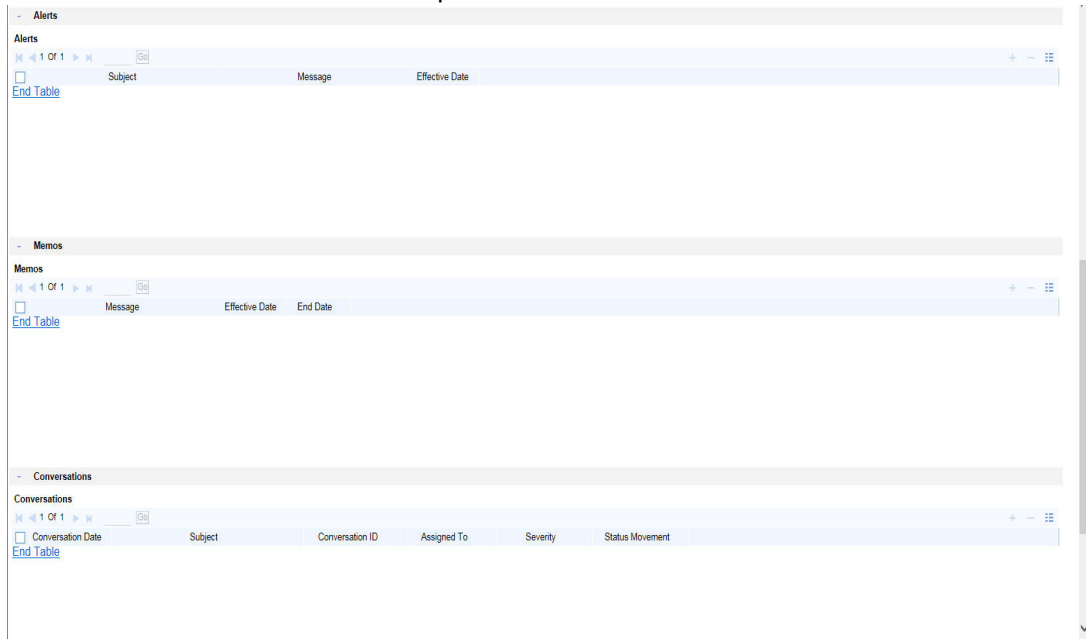 - Alerts
Alerts
1 Of 1 Go
Subject Message Effective Date
End Table
- Memos
Memos
1 Of 1 Go
Message Effective Date End Date
End Table
- Conversations
Conversations
1 Of 1 Go
Conversation Date Subject Conversation ID Assigned To Severity Status Movement
End Table